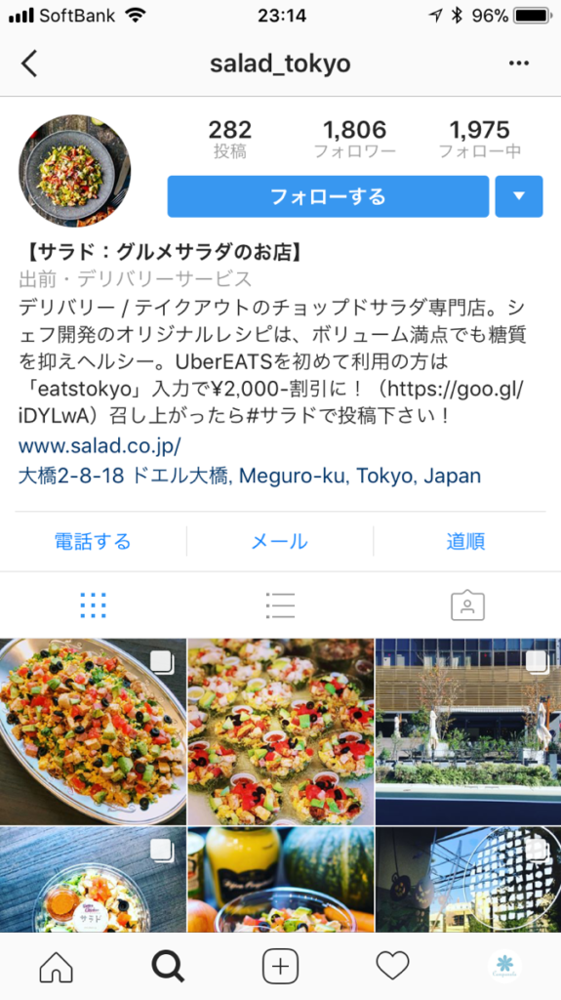 SoftBank 23:14 96%
salad_tokyo
282 1,806 1,975
投稿 フォロワー フォロー中
フォローする
【サラド：グルメサラダのお店】
出前・デリバリーサービス
デリバリー / テイクアウトのチョップドサラダ専門店。シ
ェフ開発のオリジナルレシピは、ボリューム満点でも糖質
を抑えヘルシー。UberEATSを初めて利用の方は
「eatstokyo」入力で¥2,000-割引に！（https://goo.gl/
iDYLwA）召し上がったら#サラドで投稿下さい！
www.salad.co.jp/
大橋2-8-18 ドエル大橋, Meguro-ku, Tokyo, Japan
電話する メール 道順
サラド